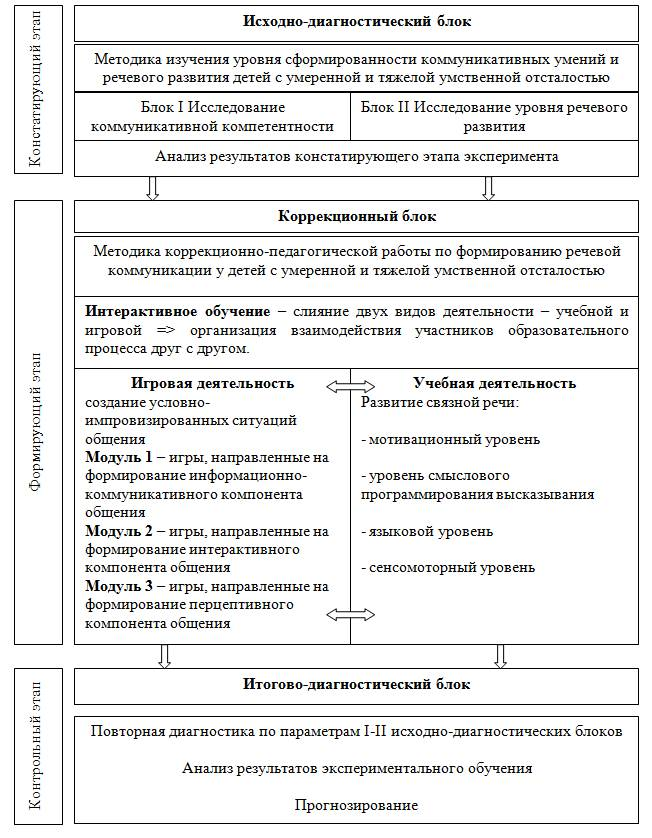 Констатирующий этап
Исходно-диагностический блок
Методика изучения уровня сформированности коммуникативных умений и
речевого развития детей с умеренной и тяжелой умственной отсталостью
Блок I Исследование
коммуникативной компетентности
Блок II Исследование уровня речевого
развития
Анализ результатов констатирующего этапа эксперимента
Формирующий этап
Коррекционный блок
Методика коррекционно-педагогической работы по формированию речевой
коммуникации у детей с умеренной и тяжелой умственной отсталостью
Интерактивное обучение – слияние двух видов деятельности – учебной и
игровой => организация взаимодействия участников образовательного
процесса друг с другом.
Игровая деятельность
создание условно-
импровизированных ситуаций
общения
Модуль 1 – игры, направленные на
формирование информационно-
коммуникативного компонента
общения
Модуль 2 – игры, направленные на
формирование интерактивного
компонента общения
Модуль 3 – игры, направленные на
формирование перцептивного
компонента общения
Учебная деятельность
Развитие связной речи:
- мотивационный уровень
- уровень смыслового
программирования высказывания
- языковой уровень
- сенсомоторный уровень
Контрольный этап
Итогово-диагностический блок
Повторная диагностика по параметрам I-II исходно-диагностических блоков
Анализ результатов экспериментального обучения
Прогнозирование